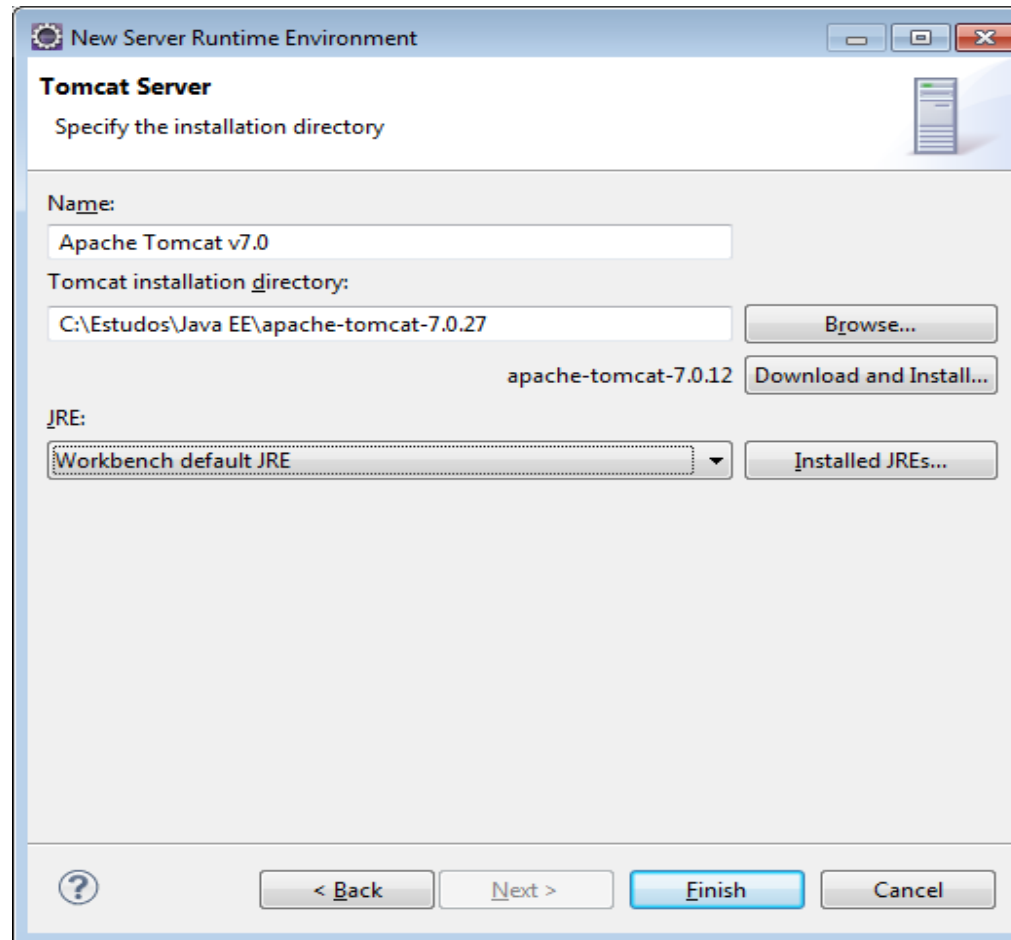 New Server Runtime Environment
Tomcat Server
Specify the installation directory
Name:
Apache Tomcat v7.0
Tomcat installation directory:
C:\Estudos\Java EE\apache-tomcat-7.0.27 Browse...
apache-tomcat-7.0.12 Download and Install...
JRE:
Workbench default JRE Installed JREs...
? < Back Next > Finish Cancel